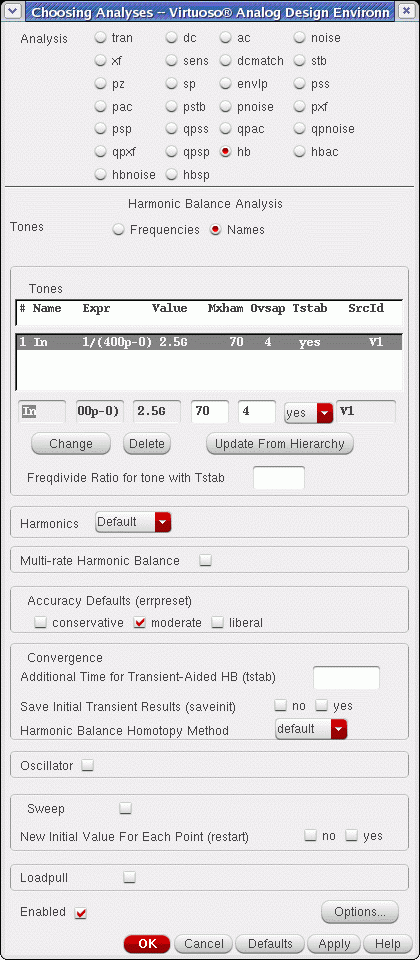 Choosing Analyses -- Virtuoso® Analog Design Environn
Analysis tran dc ac noise
xf sens dcmatch stb
pz sp envlp pss
pac pstb pnoise pxf
psp qpss qpac qpnoise
qpxf qpsp hb hbac
hbnoise hbsp
Harmonic Balance Analysis
Tones Frequencies Names
Tones
# Name Expr Value Mxham Ovsap Tstab SrcId
1 In 1/(400p-0) 2.5G 70 4 yes V1
In 00p-0) 2.5G 70 4 yes V1
Change Delete Update From Hierarchy
Freqdivide Ratio for tone with Tstab
Harmonics Default
Multi-rate Harmonic Balance
Accuracy Defaults (errpreset)
conservative moderate liberal
Convergence
Additional Time for Transient-Aided HB (tstab)
Save Initial Transient Results (saveinit) no yes
Harmonic Balance Homotopy Method default
Oscillator
Sweep
New Initial Value For Each Point (restart) no yes
Loadpull
Enabled Options...
OK Cancel Defaults Apply Help